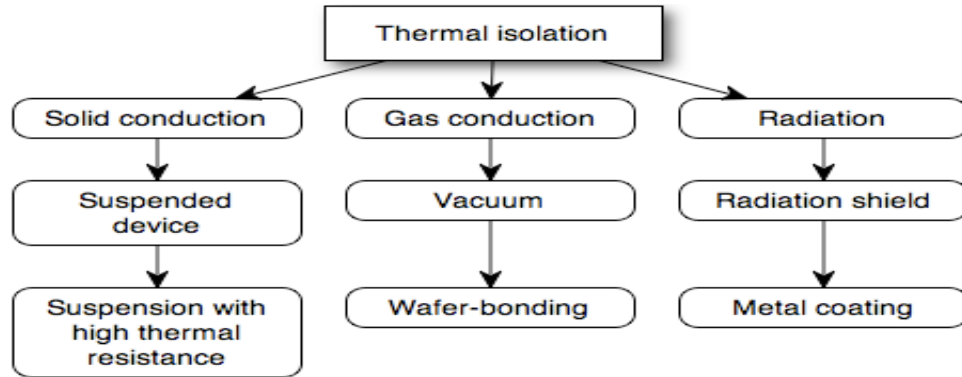 Thermal isolation
Solid conduction
Gas conduction
Radiation
Suspended
device
Vacuum
Radiation shield
Suspension with
high thermal
resistance
Wafer-bonding
Metal coating